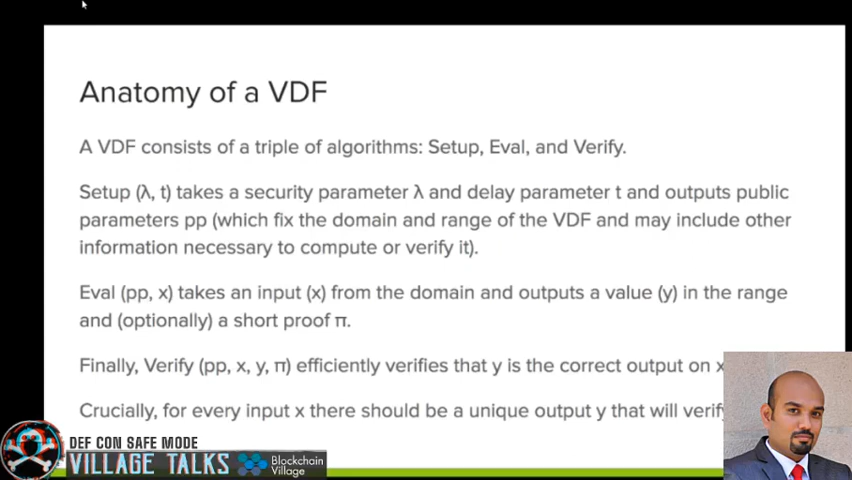 Anatomy of a VDF
A VDF consists of a triple of algorithms: Setup, Eval, and Verify.
Setup (λ, t) takes a security parameter λ and delay parameter t and outputs public
parameters pp (which fix the domain and range of the VDF and may include other
information necessary to compute or verify it).
Eval (pp, x) takes an input (x) from the domain and outputs a value (y) in the range
and (optionally) a short proof π.
Finally, Verify (pp, x, y, π) efficiently verifies that y is the correct output on x
Crucially, for every input x there should be a unique output y that will verify
DEF CON SAFE MODE
VILLAGE TALKS
Blockchain
Village